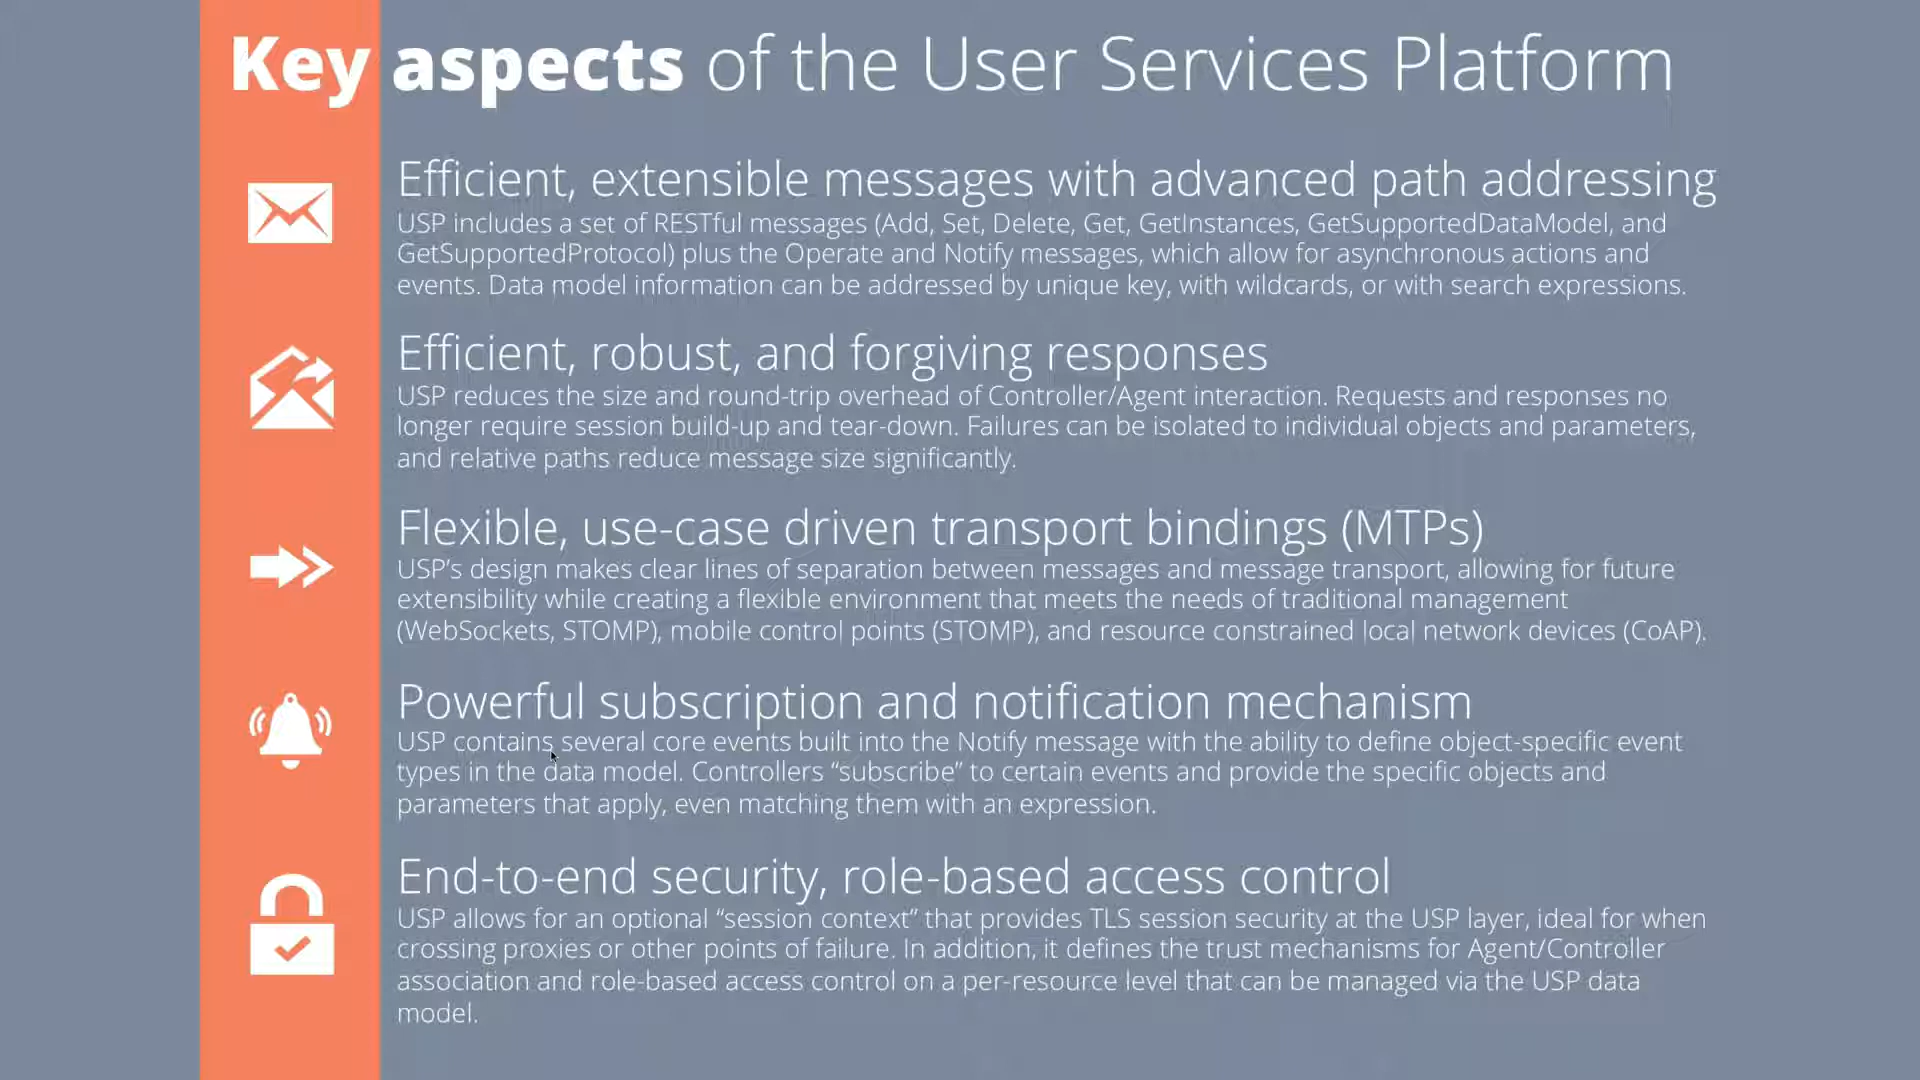 Key aspects of the User Services Platform
Efficient, extensible messages with advanced path addressing
USP includes a set of RESTful messages (Add, Set, Delete, Get, GetInstances, GetSupportedDataModel, and
GetSupportedProtocol) plus the Operate and Notify messages, which allow for asynchronous actions and
events. Data model information can be addressed by unique key, with wildcards, or with search expressions.
Efficient, robust, and forgiving responses
USP reduces the size and round-trip overhead of Controller/Agent interaction. Requests and responses no
longer require session build-up and tear-down. Failures can be isolated to individual objects and parameters,
and relative paths reduce message size significantly.
Flexible, use-case driven transport bindings (MTPs)
USP’s design makes clear lines of separation between messages and message transport, allowing for future
extensibility while creating a flexible environment that meets the needs of traditional management
(WebSockets, STOMP), mobile control points (STOMP), and resource constrained local network devices (CoAP).
Powerful subscription and notification mechanism
USP contains several core events built into the Notify message with the ability to define object-specific event
types in the data model. Controllers “subscribe” to certain events and provide the specific objects and
parameters that apply, even matching them with an expression.
End-to-end security, role-based access control
USP allows for an optional “session context” that provides TLS session security at the USP layer, ideal for when
crossing proxies or other points of failure. In addition, it defines the trust mechanisms for Agent/Controller
association and role-based access control on a per-resource level that can be managed via the USP data
model.